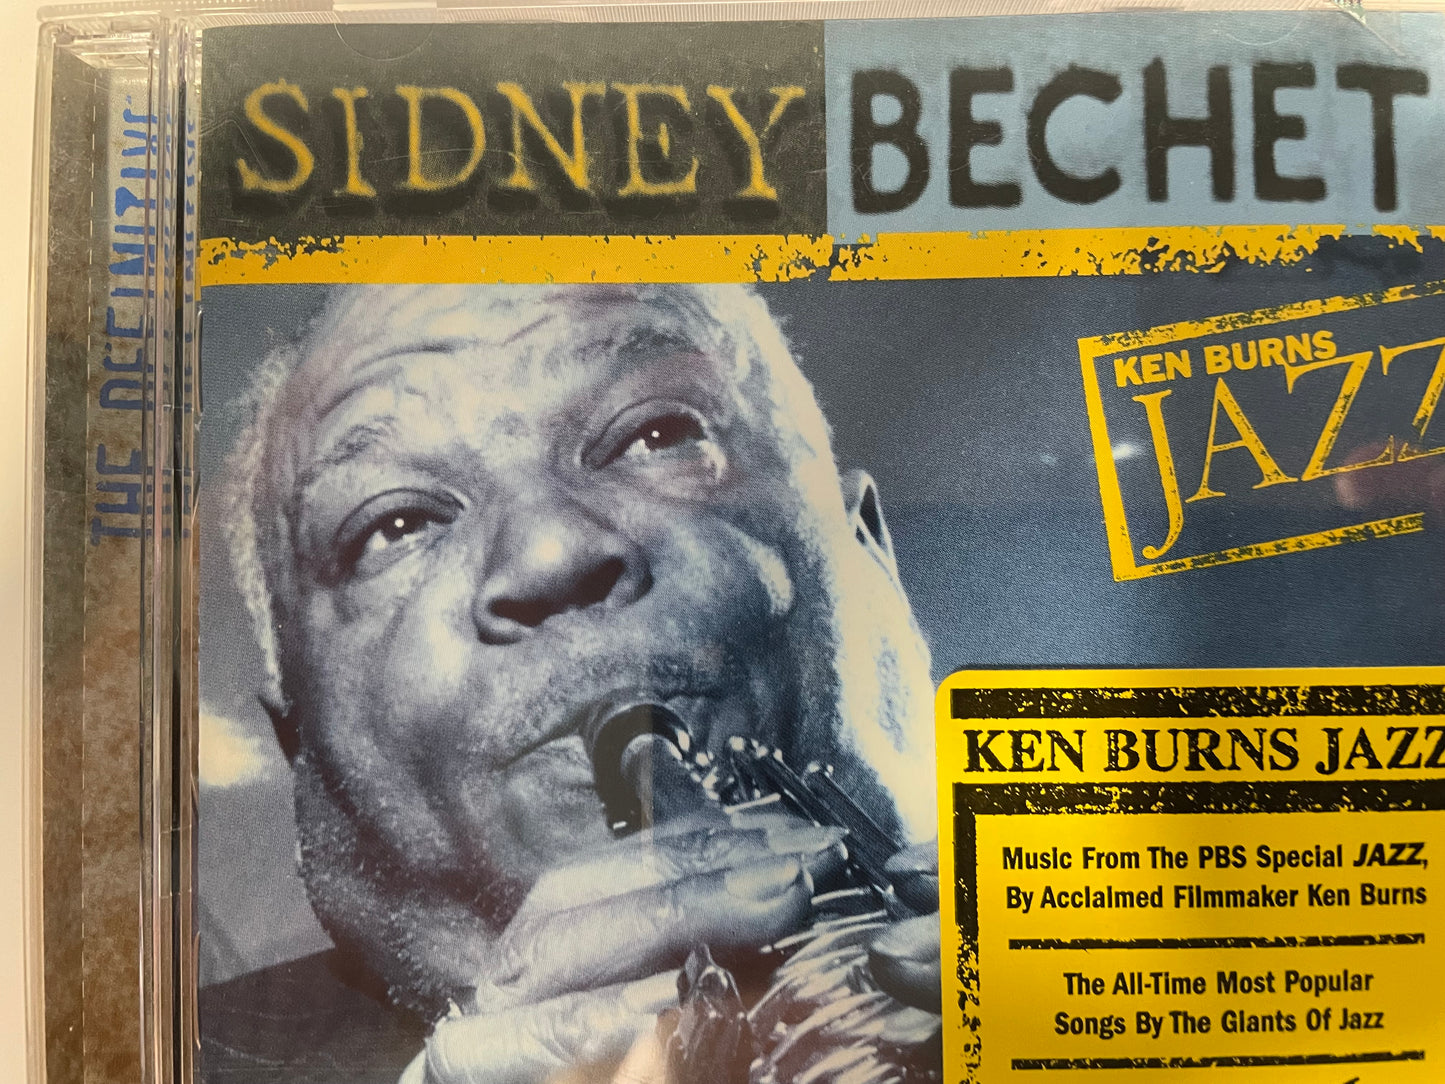 THE DEFINITIVE
SIDNEY BECHET
KEN BURNS
JAZZ
KEN BURNS JAZZ
Music From The PBS Special JAZZ,
By Acclaimed Filmmaker Ken Burns
The All-Time Most Popular
Songs By The Giants Of Jazz